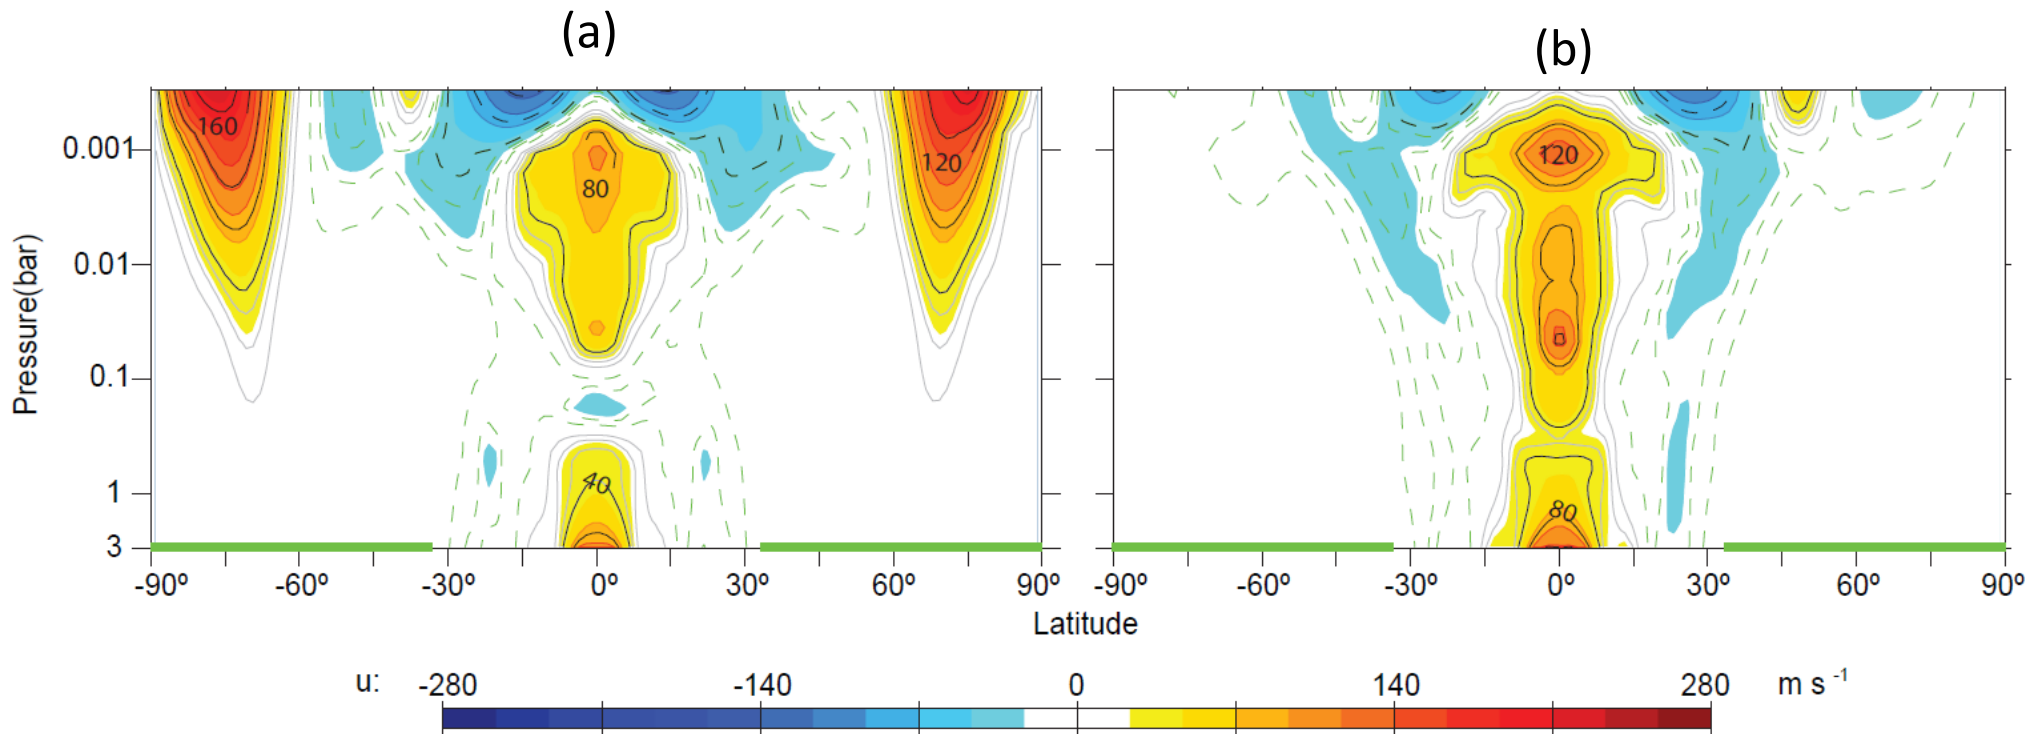 (a)
(b)
160
120
80
40
120
80
0.001
0.01
0.1
1
3
Pressure(bar)
-90º -60º -30º 0º 30º 60º 90º
-90º -60º -30º 0º 30º 60º 90º
Latitude
u: -280 -140 0 140 280 m s -1